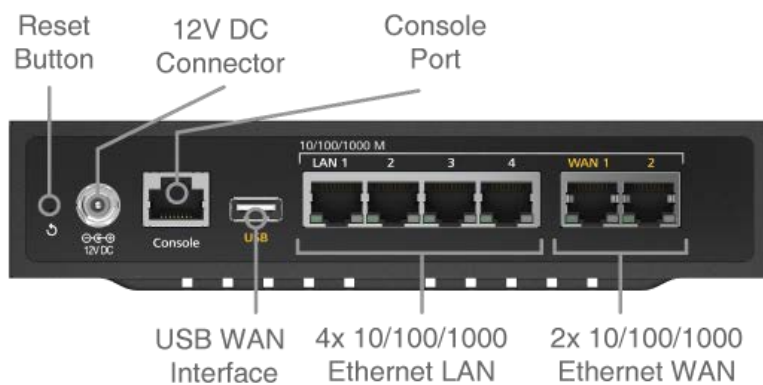 Reset
Button
12V DC
Connector
Console
Port
10/100/1000 M
LAN 1 2 3 4 WAN 1 2
12V DC
Console
USB
USB WAN
Interface
4x 10/100/1000
Ethernet LAN
2x 10/100/1000
Ethernet WAN